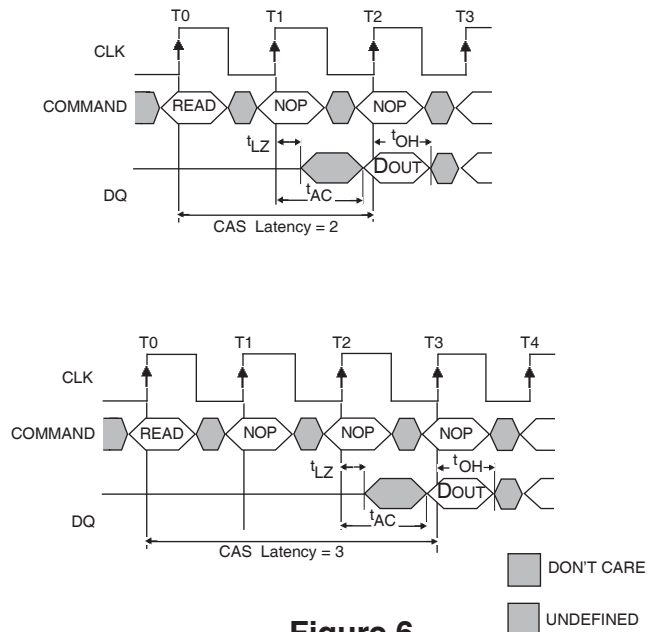 T0 T1 T2 T3
CLK
COMMAND READ NOP NOP
tLZ tOH
DOUT
DQ tAC
CAS Latency = 2
T0 T1 T2 T3 T4
CLK
COMMAND READ NOP NOP NOP
tLZ tOH
DOUT
DQ tAC
CAS Latency = 3
DON'T CARE
UNDEFINED
Figure 6